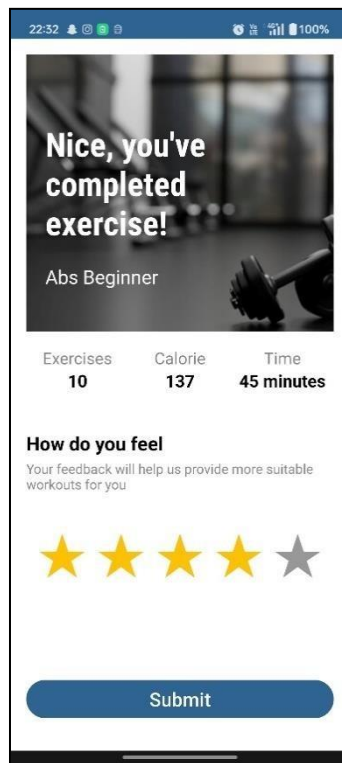 22:32 100%
Nice, you've
completed
exercise!
Abs Beginner
Exercises Calorie Time
10 137 45 minutes
How do you feel
Your feedback will help us provide more suitable
workouts for you
Submit